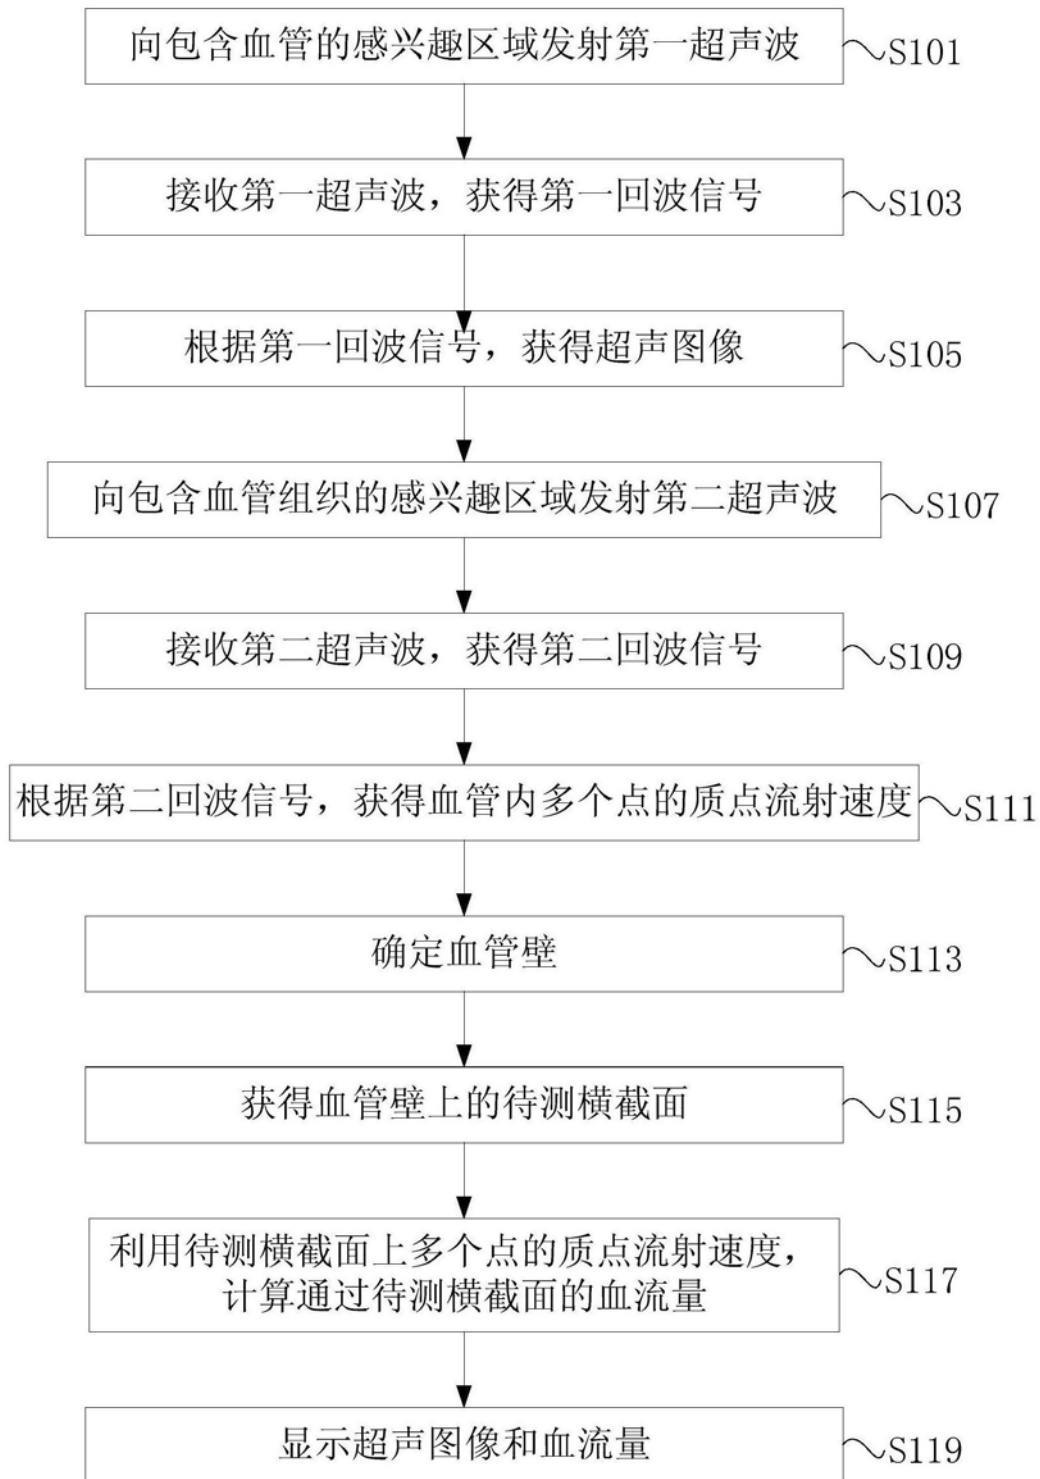 向包含血管的感兴趣区域发射第一超声波
S101
接收第一超声波，获得第一回波信号
S103
根据第一回波信号，获得超声图像
S105
向包含血管组织的感兴趣区域发射第二超声波
S107
接收第二超声波，获得第二回波信号
S109
根据第二回波信号，获得血管内多个点的质点流射速度
S111
确定血管壁
S113
获得血管壁上的待测横截面
S115
利用待测横截面上多个点的质点流射速度，
计算通过待测横截面的血流量
S117
显示超声图像和血流量
S119